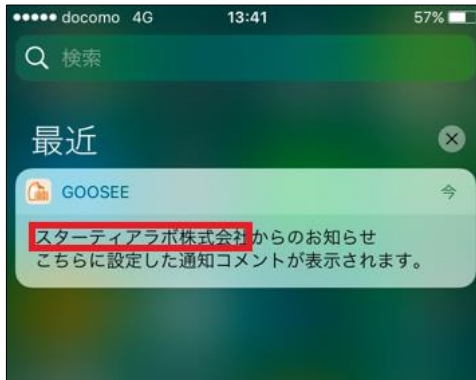 docomo 4G 13:41 57%
検索
最近
GOOSEE 今
スターティアラボ株式会社からのお知らせ
こちらに設定した通知コメントが表示されます。